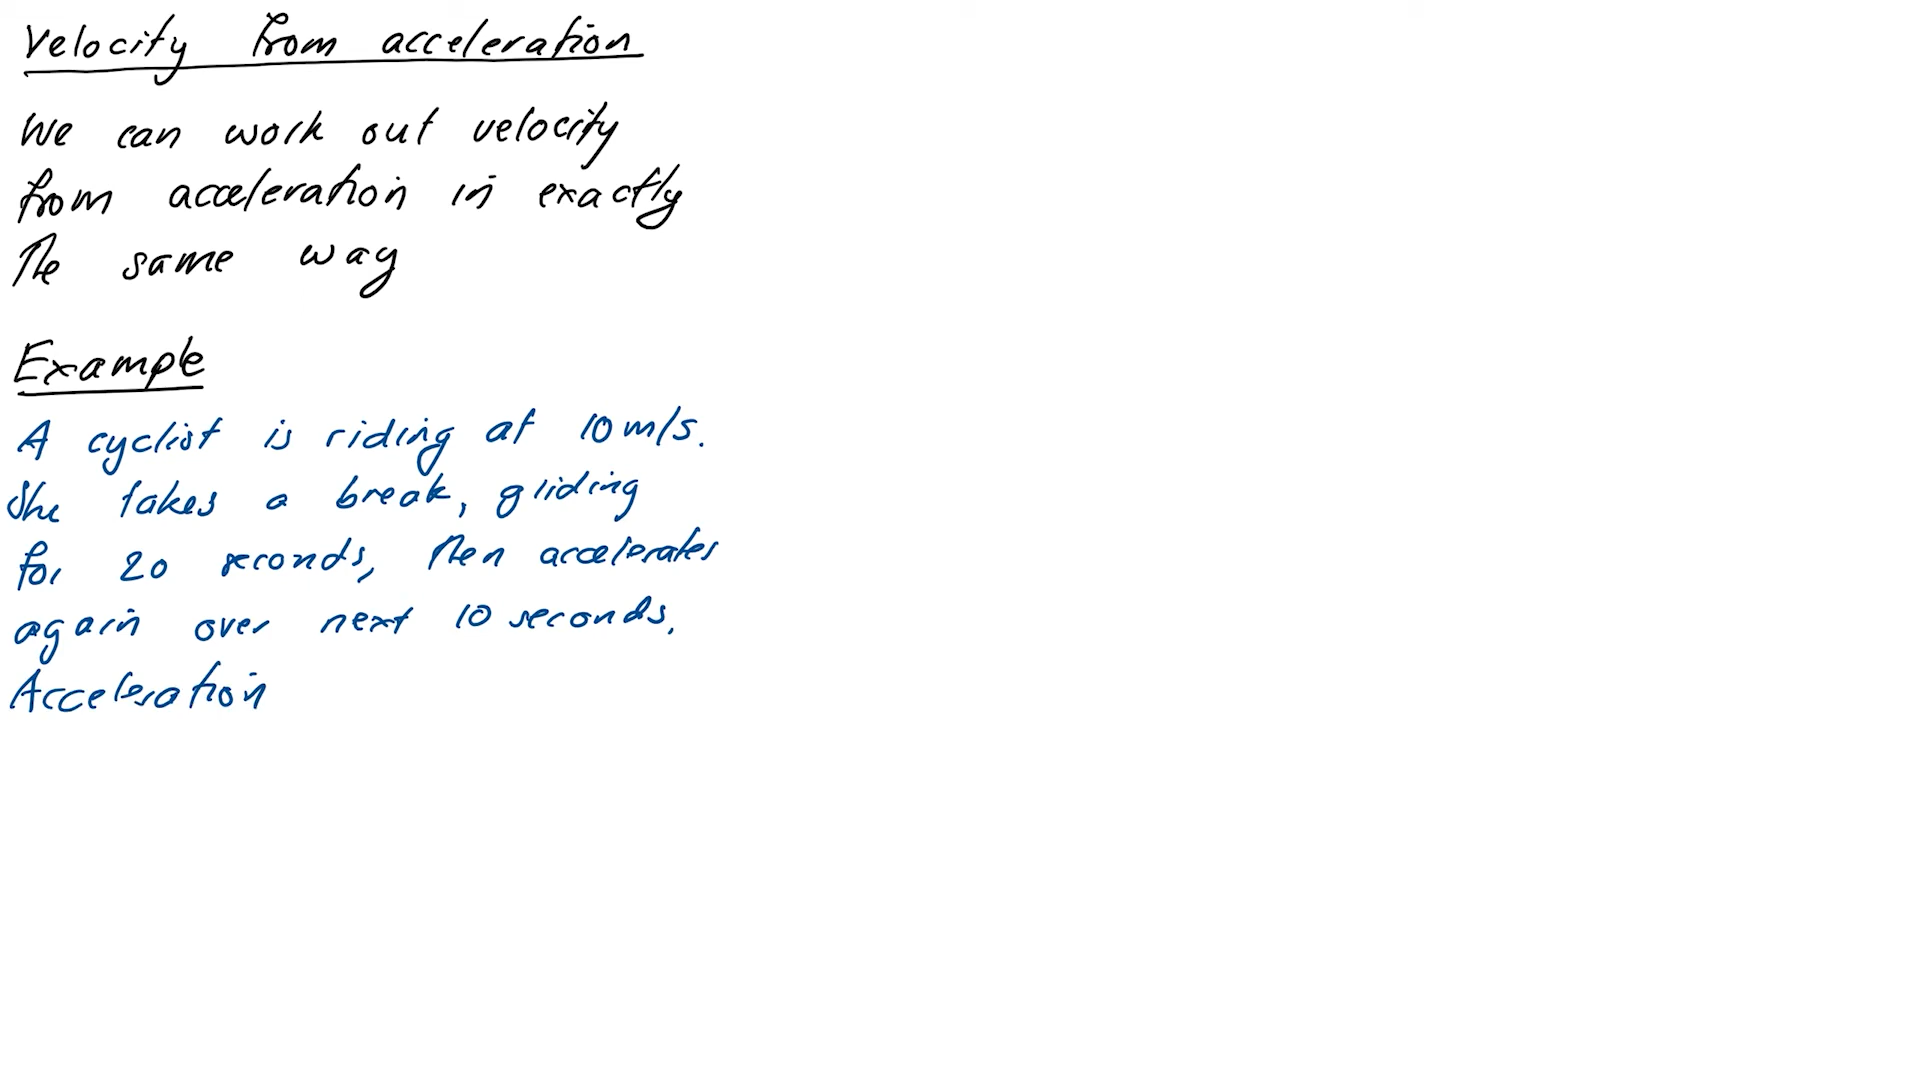 Velocity from acceleration
We can work out velocity
from acceleration in exactly
the same way
Example
A cyclist is riding at 10 m/s.
She takes a break, gliding
for 20 seconds, then accelerates
again over next 10 seconds.
Acceleration